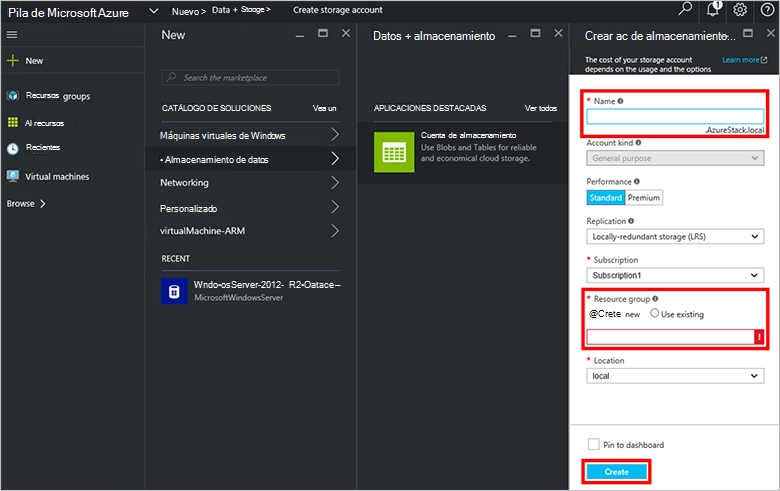 Pila de Microsoft Azure
Nuevo >
Data + Stooge >
Create storage account
1
New
Recursos groups
Al recursos
Recientes
Virtual machines
Browse >
New
Search the marketplace
CATÁLOGO DE SOLUCIONES
Vea un
Máquinas virtuales de Windows
• Almacenamiento de datos
Networking
Personalizado
virtualMachine-ARM
RECENT
Wndo•osServer-2012- R2•Oatace—
MicrosoftWindowsServer
Datos + almacenamiento
APLICACIONES DESTACADAS
Ver todos
Cuenta de almacenamiento
Use Blobs and Tables for reliable
and economical cloud storage.
Crear ac de almacenamiento...
The cost of your storage account
depends on the usage and the options
Learn more
* Name
.AzureStack.local
Account kind
General purpose
Performance
Standard Premium
Replication
Locally-redundant storage (LRS)
* Subscription
Subscription1
* Resource group
@Crete new Use existing
!
* Location
local
Pin to dashboard
Create